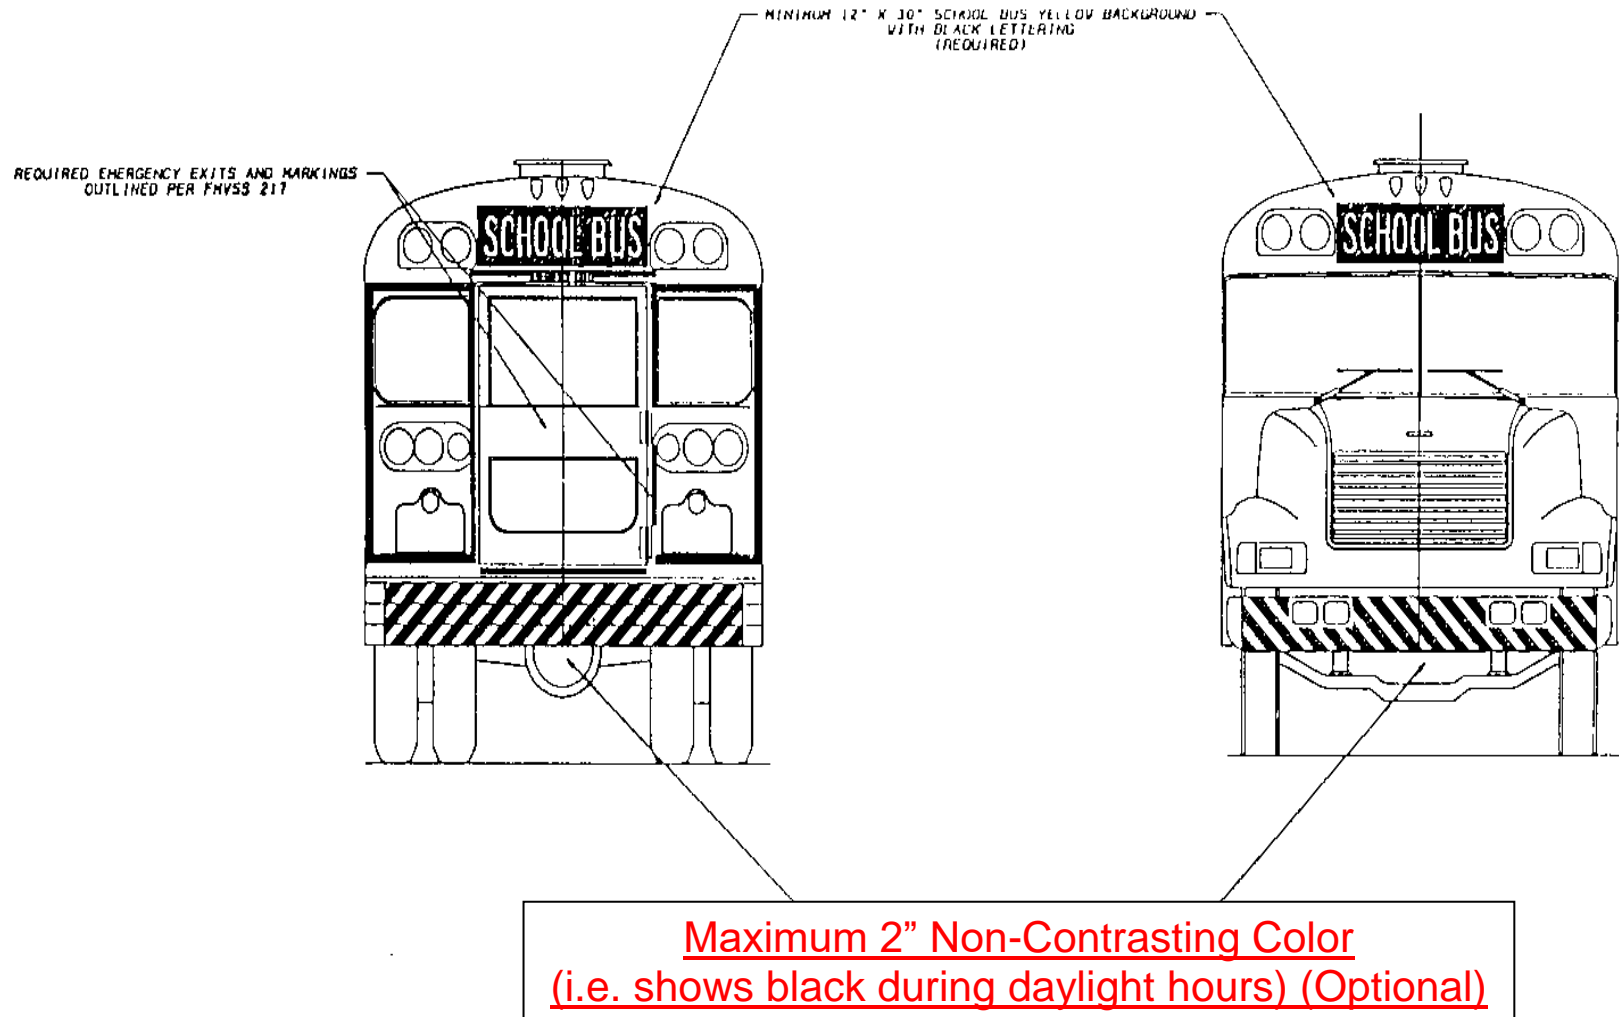 MINIMUM 12" X 30" SCHOOL BUS YELLOW BACKGROUND
WITH BLACK LETTERING
(REQUIRED)
REQUIRED EMERGENCY EXITS AND MARKINGS
OUTLINED PER FMVSS 217
SCHOOL BUS
SCHOOL BUS
Maximum 2” Non-Contrasting Color
(i.e. shows black during daylight hours) (Optional)